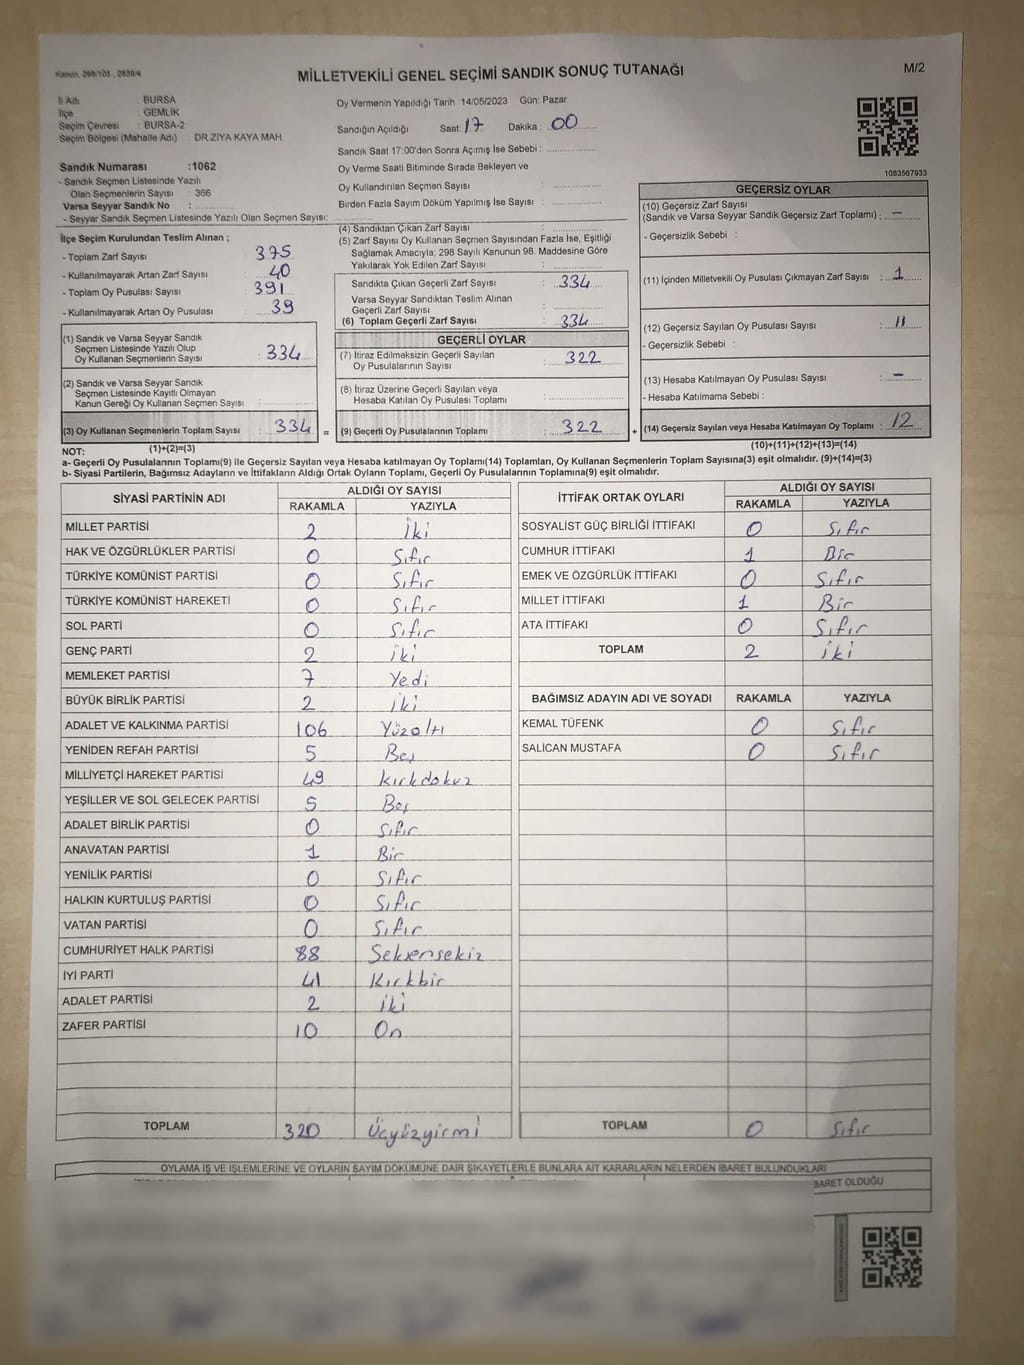 Kanun, 298/105 , 2839/4
MİLLETVEKİLİ GENEL SEÇİMİ SANDIK SONUÇ TUTANAĞI
M/2
İl Adı : BURSA
İlçe : GEMLİK
Seçim Çevresi : BURSA-2
Seçim Bölgesi (Mahalle Adı) : DR.ZİYA KAYA MAH
Sandık Numarası :1062
- Sandık Seçmen Listesinde Yazılı
Olan Seçmenlerin Sayısı : 366
Varsa Seyyar Sandık No :
- Seyyar Sandık Seçmen Listesinde Yazılı Olan Seçmen Sayısı:
Oy Vermenin Yapıldığı Tarih :14/05/2023 Gün: Pazar
Sandığın Açıldığı Saat: 17 Dakika : 00
Sandık Saat 17:00'den Sonra Açımış İse Sebebi :
Oy Verme Saati Bitiminde Sırada Bekleyen ve
Oy Kullandırılan Seçmen Sayısı :
Birden Fazla Sayım Döküm Yapılmış İse Sayısı :
1083567933
İlçe Seçim Kurulundan Teslim Alınan ;
- Toplam Zarf Sayısı : 375
- Kullanılmayarak Artan Zarf Sayısı : 40
- Toplam Oy Pusulası Sayısı : 391
- Kullanılmayarak Artan Oy Pusulası : 39
(1) Sandık ve Varsa Seyyar Sandık
Seçmen Listesinde Yazılı Olup
Oy Kullanan Seçmenlerin Sayısı : 334
(2) Sandık ve Varsa Seyyar Sandık
Seçmen Listesinde Kayıtlı Olmayan
Kanun Gereği Oy Kullanan Seçmen Sayısı :
(3) Oy Kullanan Seçmenlerin Toplam Sayısı : 334 =
(4) Sandıktan Çıkan Zarf Sayısı :
(5) Zarf Sayısı Oy Kullanan Seçmen Sayısından Fazla İse, Eşitliği
Sağlamak Amacıyla; 298 Sayılı Kanunun 98. Maddesine Göre
Yakılarak Yok Edilen Zarf Sayısı :
Sandıkta Çıkan Geçerli Zarf Sayısı : 334
Varsa Seyyar Sandıktan Teslim Alınan
Geçerli Zarf Sayısı :
(6) Toplam Geçerli Zarf Sayısı : 334
GEÇERLİ OYLAR
(7) İtiraz Edilmeksizin Geçerli Sayılan
Oy Pusulalarının Sayısı : 322
(8) İtiraz Üzerine Geçerli Sayılan veya
Hesaba Katılan Oy Pusulası Toplamı :
(9) Geçerli Oy Pusulalarının Toplamı : 322 +
GEÇERSİZ OYLAR
(10) Geçersiz Zarf Sayısı
(Sandık ve Varsa Seyyar Sandık Geçersiz Zarf Toplamı) : –
- Geçersizlik Sebebi :
(11) İçinden Milletvekili Oy Pusulası Çıkmayan Zarf Sayısı : 1
(12) Geçersiz Sayılan Oy Pusulası Sayısı : 11
- Geçersizlik Sebebi :
(13) Hesaba Katılmayan Oy Pusulası Sayısı : –
- Hesaba Katılmama Sebebi :
(14) Geçersiz Sayılan veya Hesaba Katılmayan Oy Toplamı : 12
NOT: (1)+(2)=(3) (10)+(11)+(12)+(13)=(14)
a- Geçerli Oy Pusulalarının Toplamı(9) ile Geçersiz Sayılan veya Hesaba katılmayan Oy Toplamı(14) Toplamları, Oy Kullanan Seçmenlerin Toplam Sayısına(3) eşit olmalıdır. (9)+(14)=(3)
b- Siyasi Partilerin, Bağımsız Adayların ve İttifakların Aldığı Ortak Oyların Toplamı, Geçerli Oy Pusulalarının Toplamına(9) eşit olmalıdır.
SİYASİ PARTİNİN ADI ALDIĞI OY SAYISI
RAKAMLA YAZIYLA
MİLLET PARTİSİ 2 İki
HAK VE ÖZGÜRLÜKLER PARTİSİ 0 Sıfır
TÜRKİYE KOMÜNİST PARTİSİ 0 Sıfır
TÜRKİYE KOMÜNİST HAREKETİ 0 Sıfır
SOL PARTİ 0 Sıfır
GENÇ PARTİ 2 İki
MEMLEKET PARTİSİ 7 Yedi
BÜYÜK BİRLİK PARTİSİ 2 İki
ADALET VE KALKINMA PARTİSİ 106 Yüzaltı
YENİDEN REFAH PARTİSİ 5 Beş
MİLLİYETÇİ HAREKET PARTİSİ 49 Kırkdokuz
YEŞİLLER VE SOL GELECEK PARTİSİ 5 Beş
ADALET BİRLİK PARTİSİ 0 Sıfır
ANAVATAN PARTİSİ 1 Bir
YENİLİK PARTİSİ 0 Sıfır
HALKIN KURTULUŞ PARTİSİ 0 Sıfır
VATAN PARTİSİ 0 Sıfır
CUMHURİYET HALK PARTİSİ 88 Seksensekiz
İYİ PARTİ 41 Kırkbir
ADALET PARTİSİ 2 İki
ZAFER PARTİSİ 10 On
TOPLAM 320 Üçyüzyirmi
İTTİFAK ORTAK OYLARI ALDIĞI OY SAYISI
RAKAMLA YAZIYLA
SOSYALİST GÜÇ BİRLİĞİ İTTİFAKI 0 Sıfır
CUMHUR İTTİFAKI 1 Bir
EMEK VE ÖZGÜRLÜK İTTİFAKI 0 Sıfır
MİLLET İTTİFAKI 1 Bir
ATA İTTİFAKI 0 Sıfır
TOPLAM 2 İki
BAĞIMSIZ ADAYIN ADI VE SOYADI RAKAMLA YAZIYLA
KEMAL TÜFENK 0 Sıfır
SALİCAN MUSTAFA 0 Sıfır
TOPLAM 0 Sıfır
OYLAMA İŞ VE İŞLEMLERİNE VE OYLARIN SAYIM DÖKÜMÜNE DAİR ŞİKAYETLERLE BUNLARA AİT KARARLARIN NELERDEN İBARET BULUNDUKLARI
BARET OLDUĞU